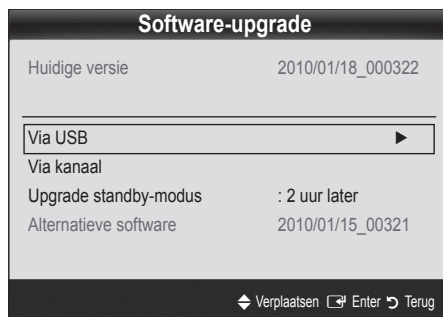 Software-upgrade
Huidige versie 2010/01/18_000322
Via USB ▶
Via kanaal
Upgrade standby-modus : 2 uur later
Alternatieve software 2010/01/15_00321
Verplaatsen Enter Terug